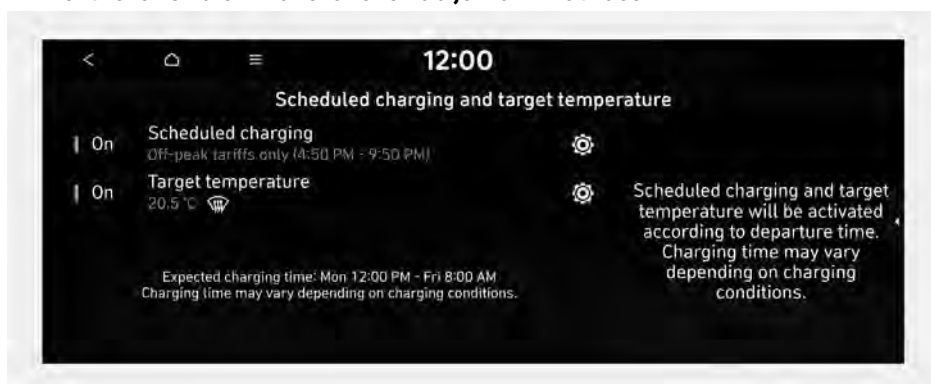 12:00
Scheduled charging and target temperature
On
Scheduled charging
Off-peak tariffs only (4:50 PM - 9:50 PM)
On
Target temperature
20.5 °C
Scheduled charging and target
temperature will be activated
according to departure time.
Charging time may vary
depending on charging
conditions.
Expected charging time: Mon 12:00 PM - Fri 8:00 AM
Charging time may vary depending on charging conditions.